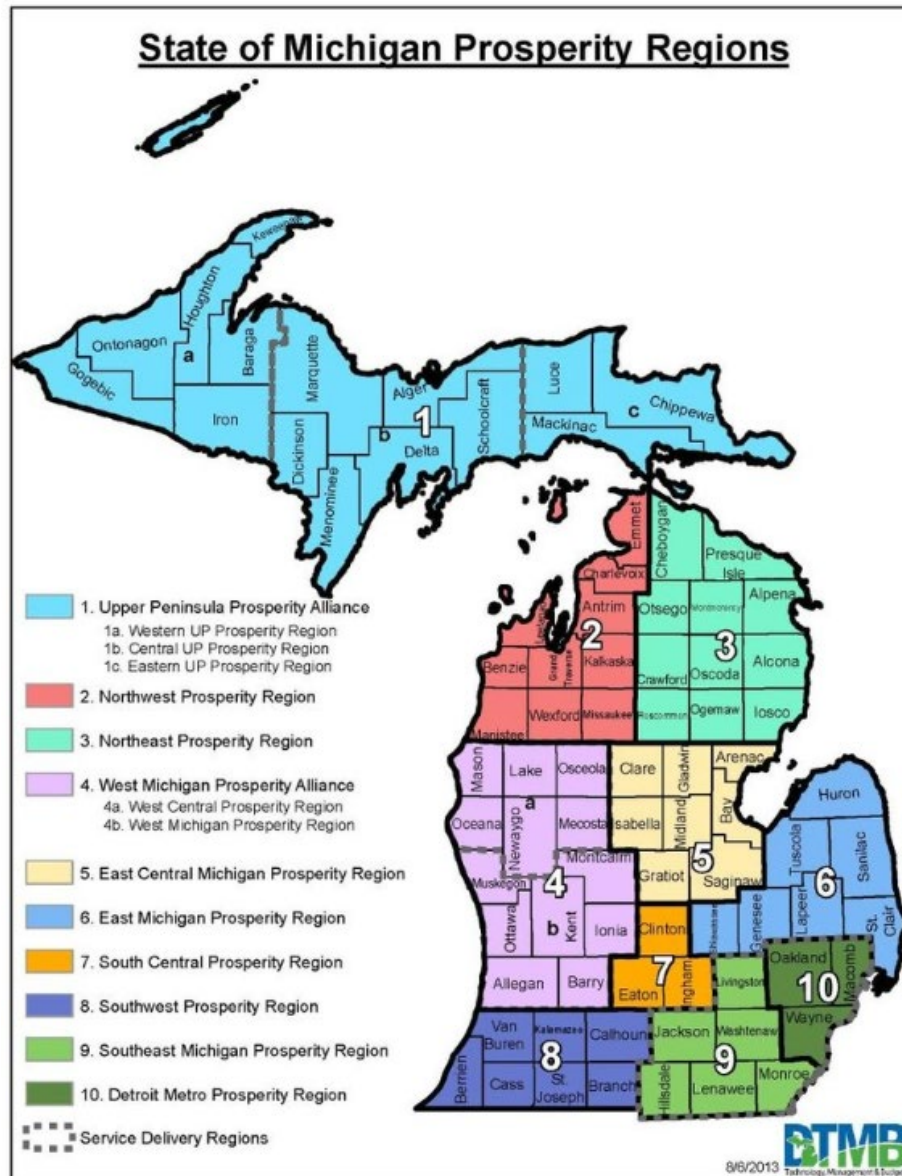 State of Michigan Prosperity Regions
Keweenaw
Houghton
Ontonagon
a
Baraga
Gogebic
Iron
Marquette
Alger
1
b
Delta
Schoolcraft
Dickinson
Menominee
Luce
c
Chippewa
Mackinac
Emmet
Cheboygan
Presque
Isle
Charlevoix
Antrim
2
Otsego
Montmorency
Alpena
3
Leelanau
Benzie
Grand
Traverse
Kalkaska
Crawford
Oscoda
Alcona
Manistee
Wexford
Missaukee
Roscommon
Ogemaw
Iosco
1. Upper Peninsula Prosperity Alliance
1a. Western UP Prosperity Region
1b. Central UP Prosperity Region
1c. Eastern UP Prosperity Region
2. Northwest Prosperity Region
3. Northeast Prosperity Region
4. West Michigan Prosperity Alliance
4a. West Central Prosperity Region
4b. West Michigan Prosperity Region
5. East Central Michigan Prosperity Region
6. East Michigan Prosperity Region
7. South Central Prosperity Region
8. Southwest Prosperity Region
9. Southeast Michigan Prosperity Region
10. Detroit Metro Prosperity Region
Service Delivery Regions
Mason
Lake
Osceola
a
Oceana
Newaygo
Mecosta
Montcalm
Muskegon
4
b
Ottawa
Kent
Ionia
Allegan
Barry
Clare
Gladwin
Arenac
Isabella
Midland
Bay
5
Gratiot
Saginaw
Huron
Tuscola
Sanilac
6
Shiawassee
Genesee
Lapeer
St.
Clair
Clinton
7
Eaton
Ingham
Livingston
Oakland
Macomb
10
Wayne
Van
Buren
Kalamazoo
Calhoun
8
Berrien
Cass
St.
Joseph
Branch
Jackson
Washtenaw
9
Hillsdale
Lenawee
Monroe
8/6/2013
DTMB
Technology, Management & Budget